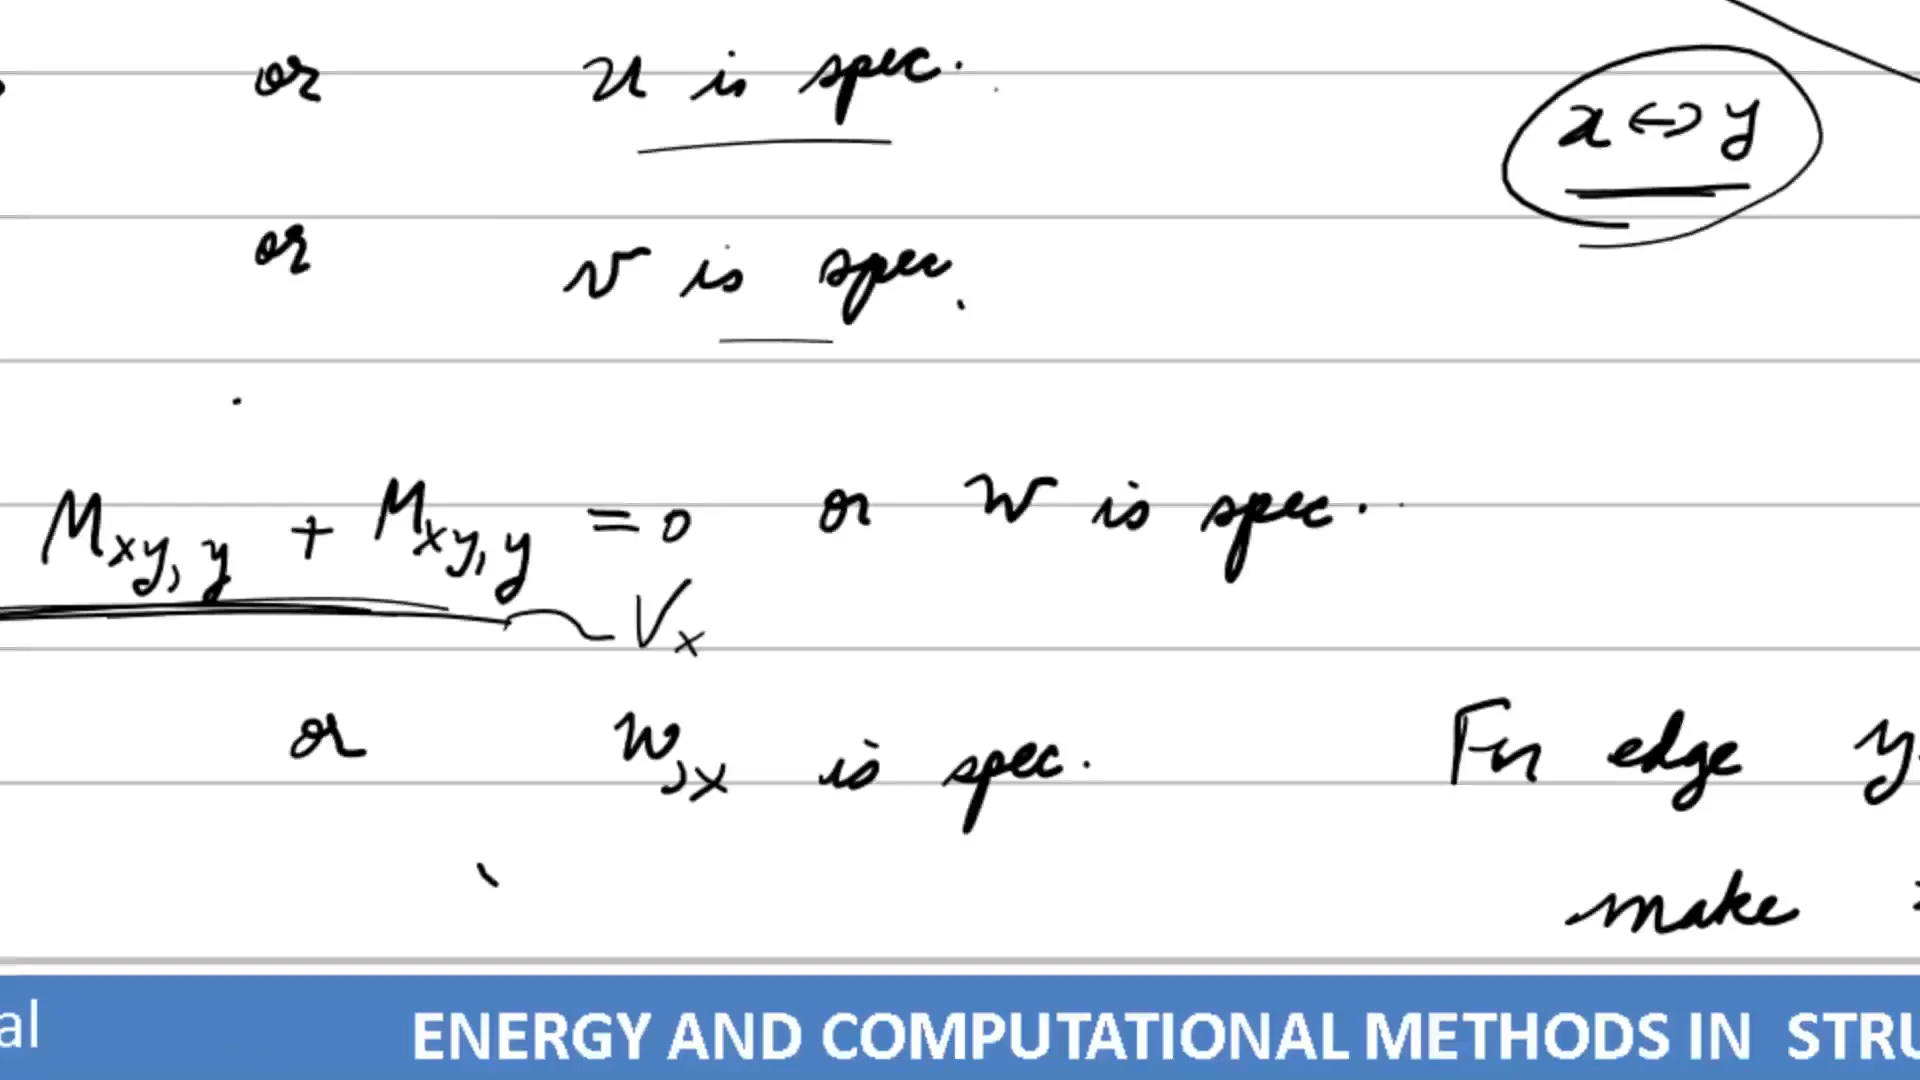 or u is spec.
x ↔ y
or v is spec.
Mxy,y + Mxy,y = 0 or w is spec.
Vx
or w,x is spec.
For edge y
make
al ENERGY AND COMPUTATIONAL METHODS IN STRU